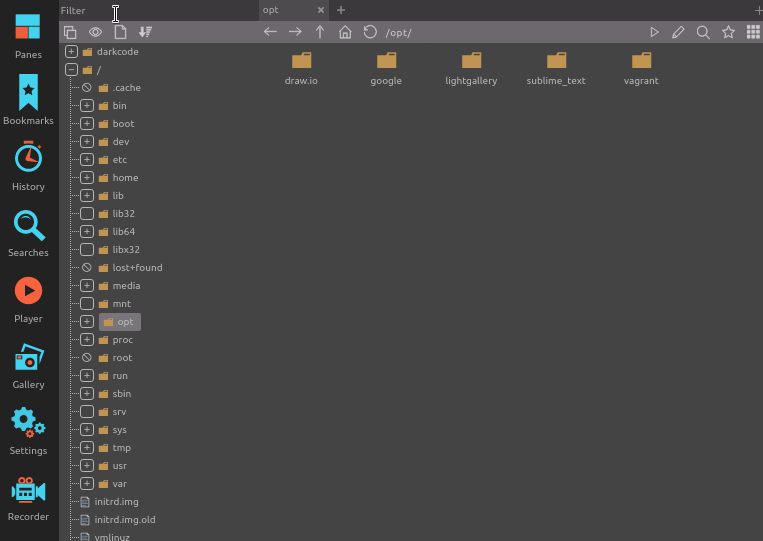 Panes
Bookmarks
History
Searches
Player
Gallery
Settings
Recorder
Filter
darkcode
/
.cache
bin
boot
dev
etc
home
lib
lib32
lib64
libx32
lost+found
media
mnt
opt
proc
root
run
sbin
srv
sys
tmp
usr
var
initrd.img
initrd.img.old
vmlinuz
opt
/opt/
draw.io google lightgallery sublime_text vagrant